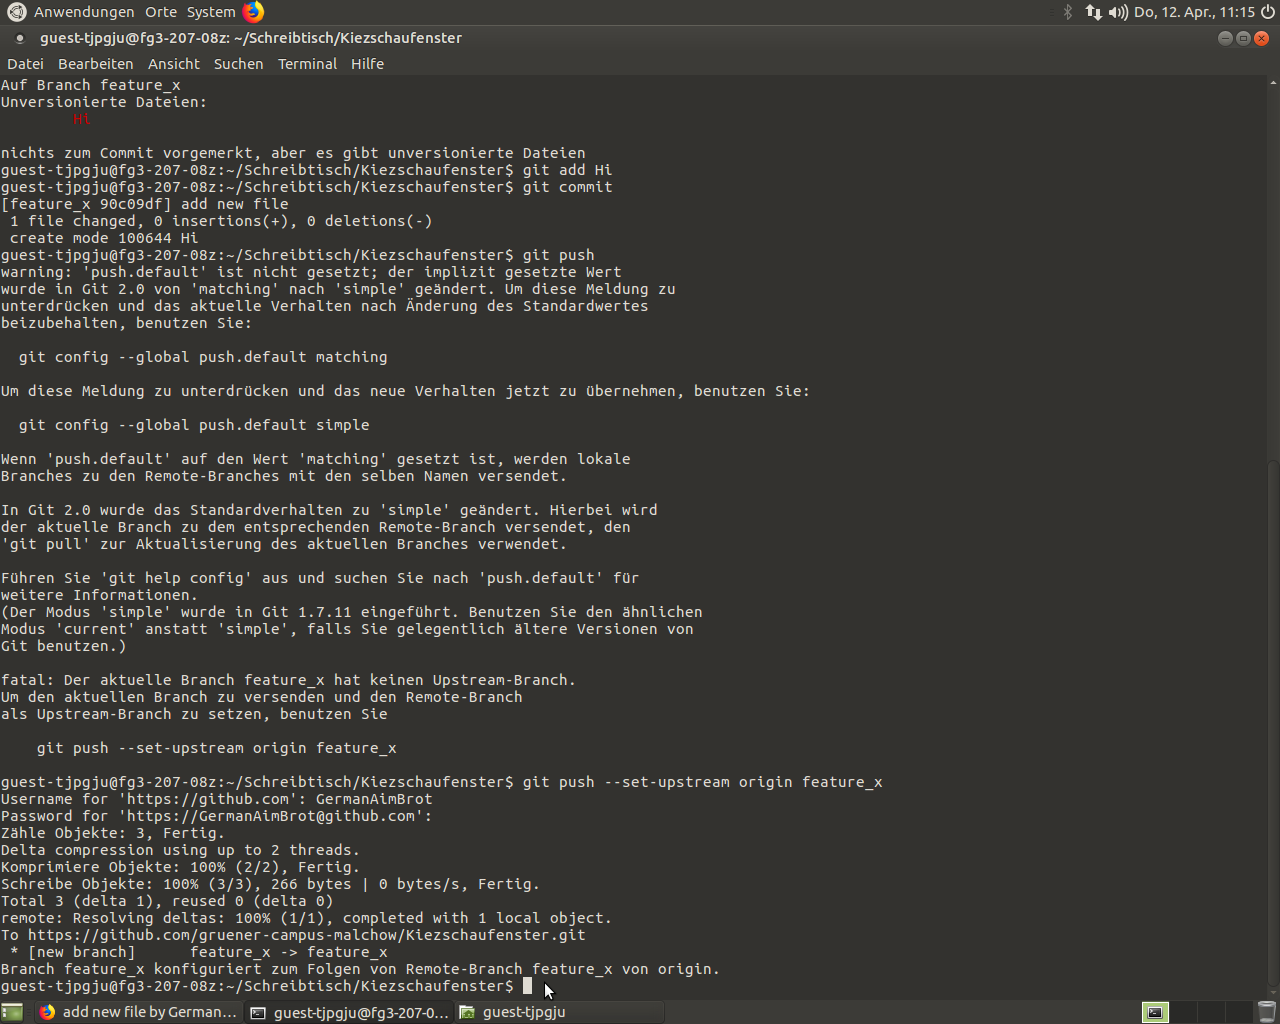 Anwendungen Orte System
Do, 12. Apr., 11:15
guest-tjpgju@fg3-207-08z: ~/Schreibtisch/Kiezschaufenster
Datei Bearbeiten Ansicht Suchen Terminal Hilfe
Auf Branch feature_x
Unversionierte Dateien:
Hi
nichts zum Commit vorgemerkt, aber es gibt unversionierte Dateien
guest-tjpgju@fg3-207-08z:~/Schreibtisch/Kiezschaufenster$ git add Hi
guest-tjpgju@fg3-207-08z:~/Schreibtisch/Kiezschaufenster$ git commit
[feature_x 90c09df] add new file
1 file changed, 0 insertions(+), 0 deletions(-)
create mode 100644 Hi
guest-tjpgju@fg3-207-08z:~/Schreibtisch/Kiezschaufenster$ git push
warning: 'push.default' ist nicht gesetzt; der implizit gesetzte Wert
wurde in Git 2.0 von 'matching' nach 'simple' geändert. Um diese Meldung zu
unterdrücken und das aktuelle Verhalten nach Änderung des Standardwertes
beizubehalten, benutzen Sie:
git config --global push.default matching
Um diese Meldung zu unterdrücken und das neue Verhalten jetzt zu übernehmen, benutzen Sie:
git config --global push.default simple
Wenn 'push.default' auf den Wert 'matching' gesetzt ist, werden lokale
Branches zu den Remote-Branches mit den selben Namen versendet.
In Git 2.0 wurde das Standardverhalten zu 'simple' geändert. Hierbei wird
der aktuelle Branch zu dem entsprechenden Remote-Branch versendet, den
'git pull' zur Aktualisierung des aktuellen Branches verwendet.
Führen Sie 'git help config' aus und suchen Sie nach 'push.default' für
weitere Informationen.
(Der Modus 'simple' wurde in Git 1.7.11 eingeführt. Benutzen Sie den ähnlichen
Modus 'current' anstatt 'simple', falls Sie gelegentlich ältere Versionen von
Git benutzen.)
fatal: Der aktuelle Branch feature_x hat keinen Upstream-Branch.
Um den aktuellen Branch zu versenden und den Remote-Branch
als Upstream-Branch zu setzen, benutzen Sie
git push --set-upstream origin feature_x
guest-tjpgju@fg3-207-08z:~/Schreibtisch/Kiezschaufenster$ git push --set-upstream origin feature_x
Username for 'https://github.com': GermanAimBrot
Password for 'https://GermanAimBrot@github.com':
Zähle Objekte: 3, Fertig.
Delta compression using up to 2 threads.
Komprimiere Objekte: 100% (2/2), Fertig.
Schreibe Objekte: 100% (3/3), 266 bytes | 0 bytes/s, Fertig.
Total 3 (delta 1), reused 0 (delta 0)
remote: Resolving deltas: 100% (1/1), completed with 1 local object.
To https://github.com/gruener-campus-malchow/Kiezschaufenster.git
* [new branch]      feature_x -> feature_x
Branch feature_x konfiguriert zum Folgen von Remote-Branch feature_x von origin.
guest-tjpgju@fg3-207-08z:~/Schreibtisch/Kiezschaufenster$
add new file by German...
guest-tjpgju@fg3-207-0...
guest-tjpgju